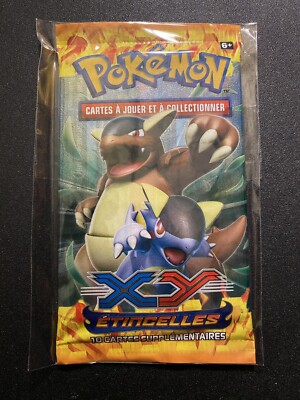 6+
POKéMON
CARTES À JOUER ET À COLLECTIONNER
XY
ÉTINCELLES
10 CARTES SUPPLÉMENTAIRES